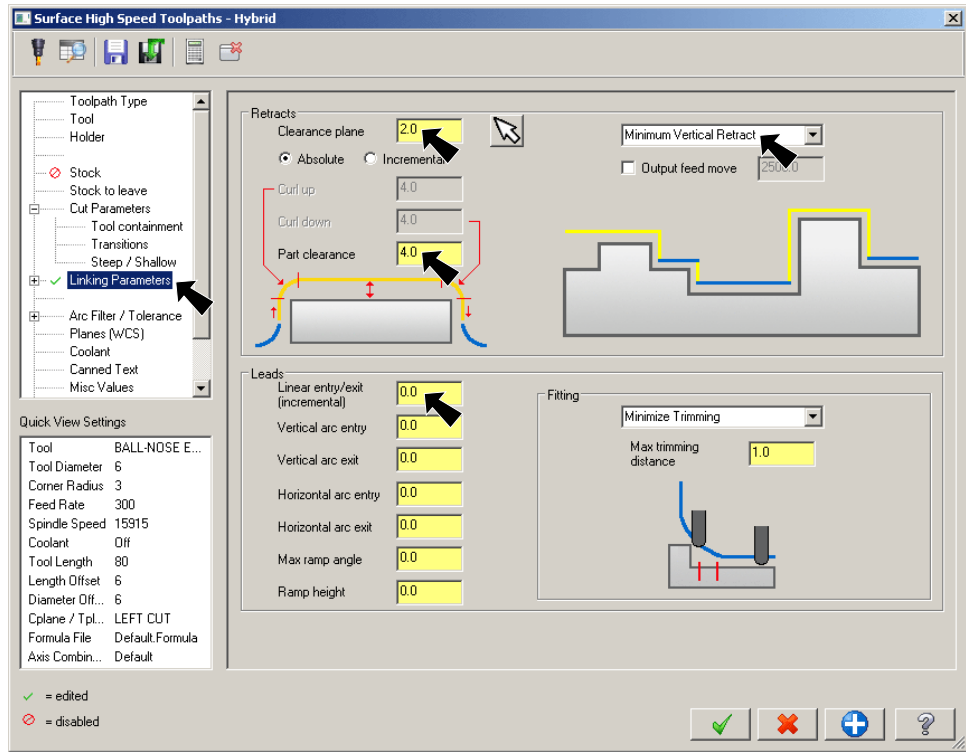 Surface High Speed Toolpaths - Hybrid
Toolpath Type
Tool
Holder
Stock
Stock to leave
Cut Parameters
Tool containment
Transitions
Steep / Shallow
Linking Parameters
Arc Filter / Tolerance
Planes (WCS)
Coolant
Canned Text
Misc Values
Quick View Settings
Tool BALL-NOSE E...
Tool Diameter 6
Corner Radius 3
Feed Rate 300
Spindle Speed 15915
Coolant Off
Tool Length 80
Length Offset 6
Diameter Off... 6
Cplane / Tpl... LEFT CUT
Formula File Default.Formula
Axis Combin... Default
= edited
= disabled
Retracts
Clearance plane 2.0
Absolute Incremental
Curl up 4.0
Curl down 4.0
Part clearance 4.0
Minimum Vertical Retract
Output feed move 2500.0
Leads
Linear entry/exit
(incremental) 0.0
Vertical arc entry 0.0
Vertical arc exit 0.0
Horizontal arc entry 0.0
Horizontal arc exit 0.0
Max ramp angle 0.0
Ramp height 0.0
Fitting
Minimize Trimming
Max trimming
distance 1.0